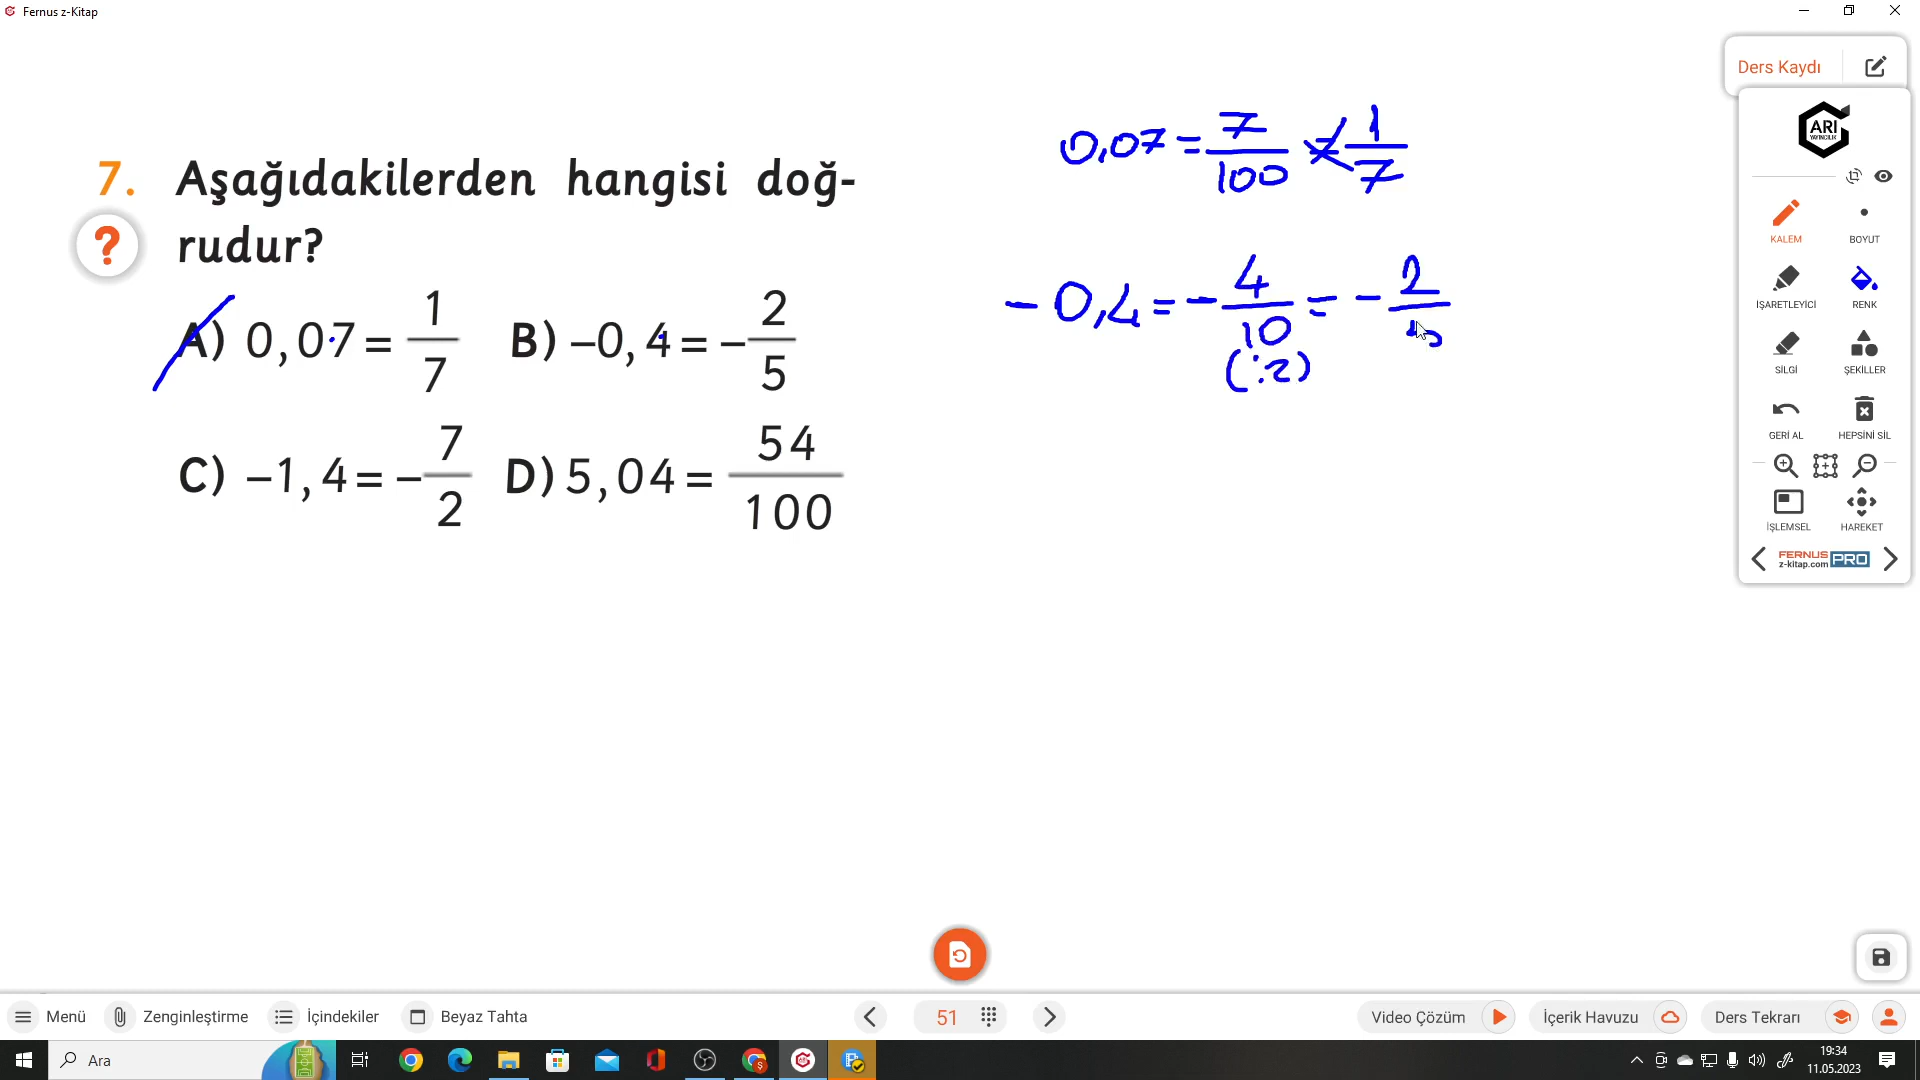 Fernus z-Kitap
Ders Kaydı
ARI
YAYINCILIK
7. Aşağıdakilerden hangisi doğ-
rudur?
A) 0,07 = 1/7 B) –0,4 = –2/5
C) –1,4 = –7/2 D) 5,04 = 54/100
0,07 = 7/100 ≠ 1/7
- 0,4 = - 4/10 = - 2/5
(:2)
KALEM BOYUT
İŞARETLEYİCİ RENK
SİLGİ ŞEKİLLER
GERİ AL HEPSİNİ SİL
İŞLEMSEL HAREKET
FERNUS PRO
z-kitap.com
Menü Zenginleştirme İçindekiler Beyaz Tahta 51 Video Çözüm İçerik Havuzu Ders Tekrarı
Ara 19:34
11.05.2023